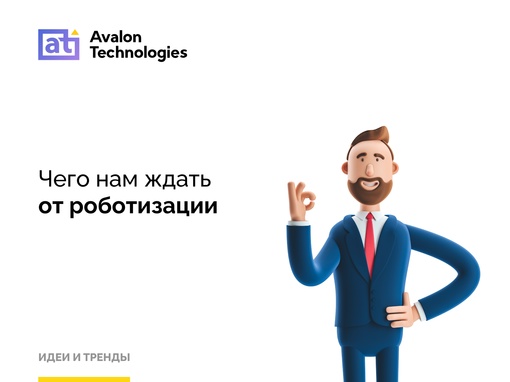 at
Avalon
Technologies
Чего нам ждать
от роботизации
ИДЕИ И ТРЕНДЫ